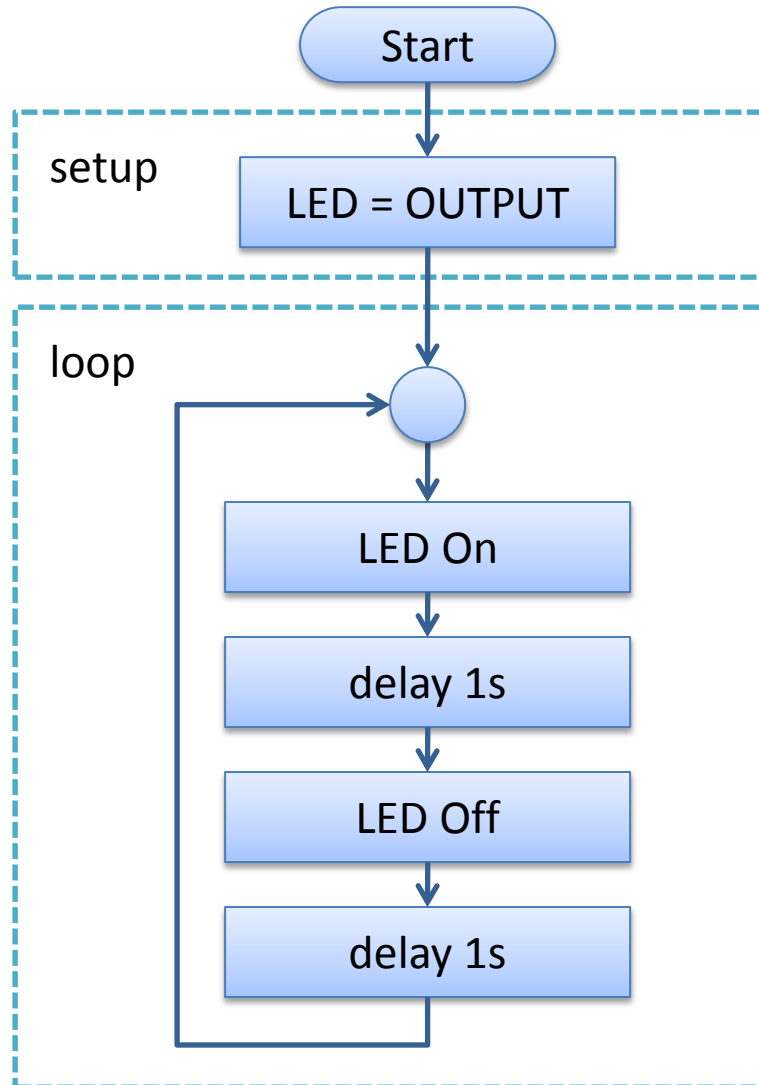 Start
setup
LED = OUTPUT
loop
LED On
delay 1s
LED Off
delay 1s